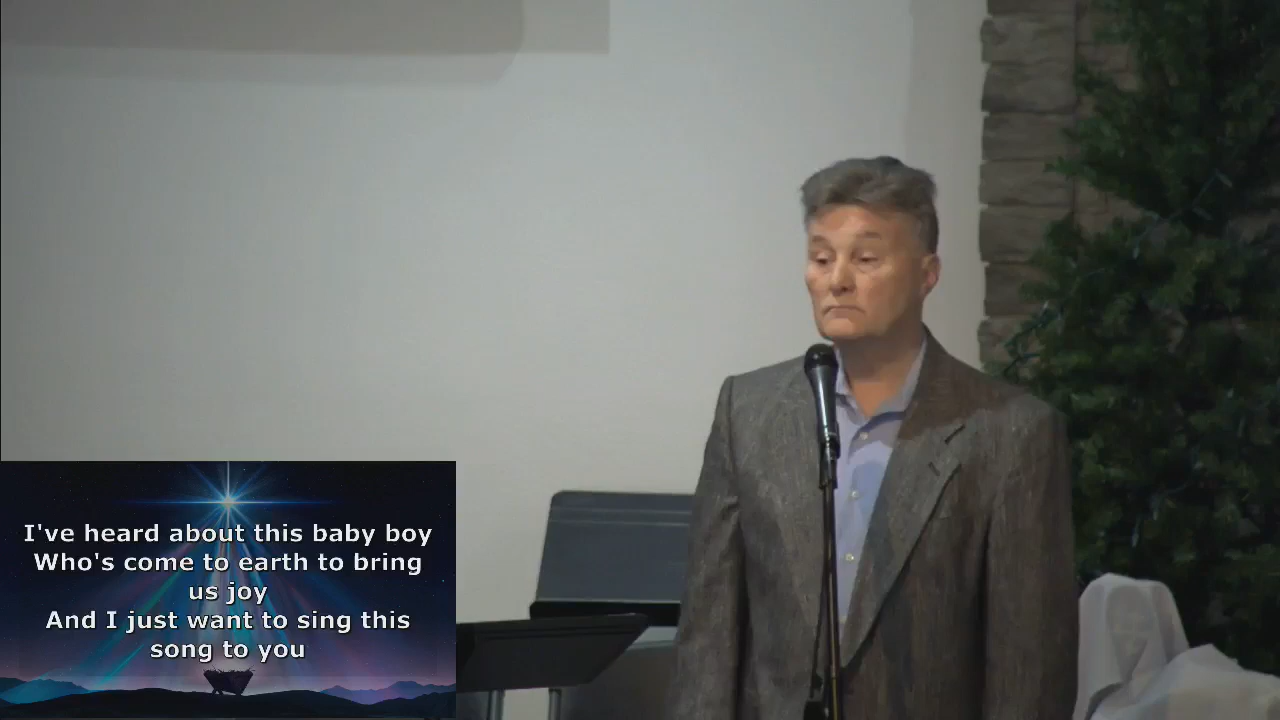 I've heard about this baby boy
Who's come to earth to bring
us joy
And I just want to sing this
song to you